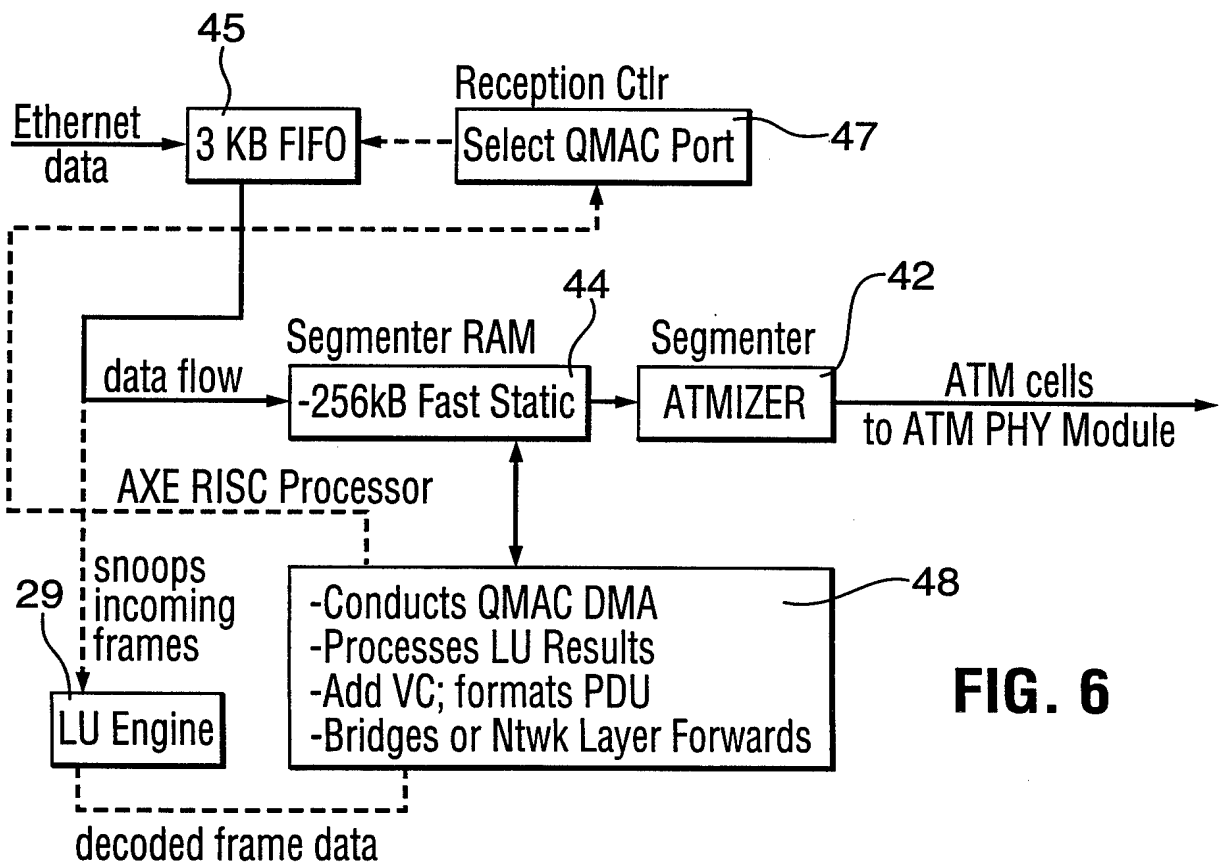 45
Reception Ctlr
47
Ethernet
data
3 KB FIFO
Select QMAC Port
44
42
Segmenter RAM
Segmenter
data flow
-256kB Fast Static
ATMIZER
ATM cells
to ATM PHY Module
AXE RISC Processor
snoops
incoming
frames
29
LU Engine
48
-Conducts QMAC DMA
-Processes LU Results
-Add VC; formats PDU
-Bridges or Ntwk Layer Forwards
decoded frame data
FIG. 6